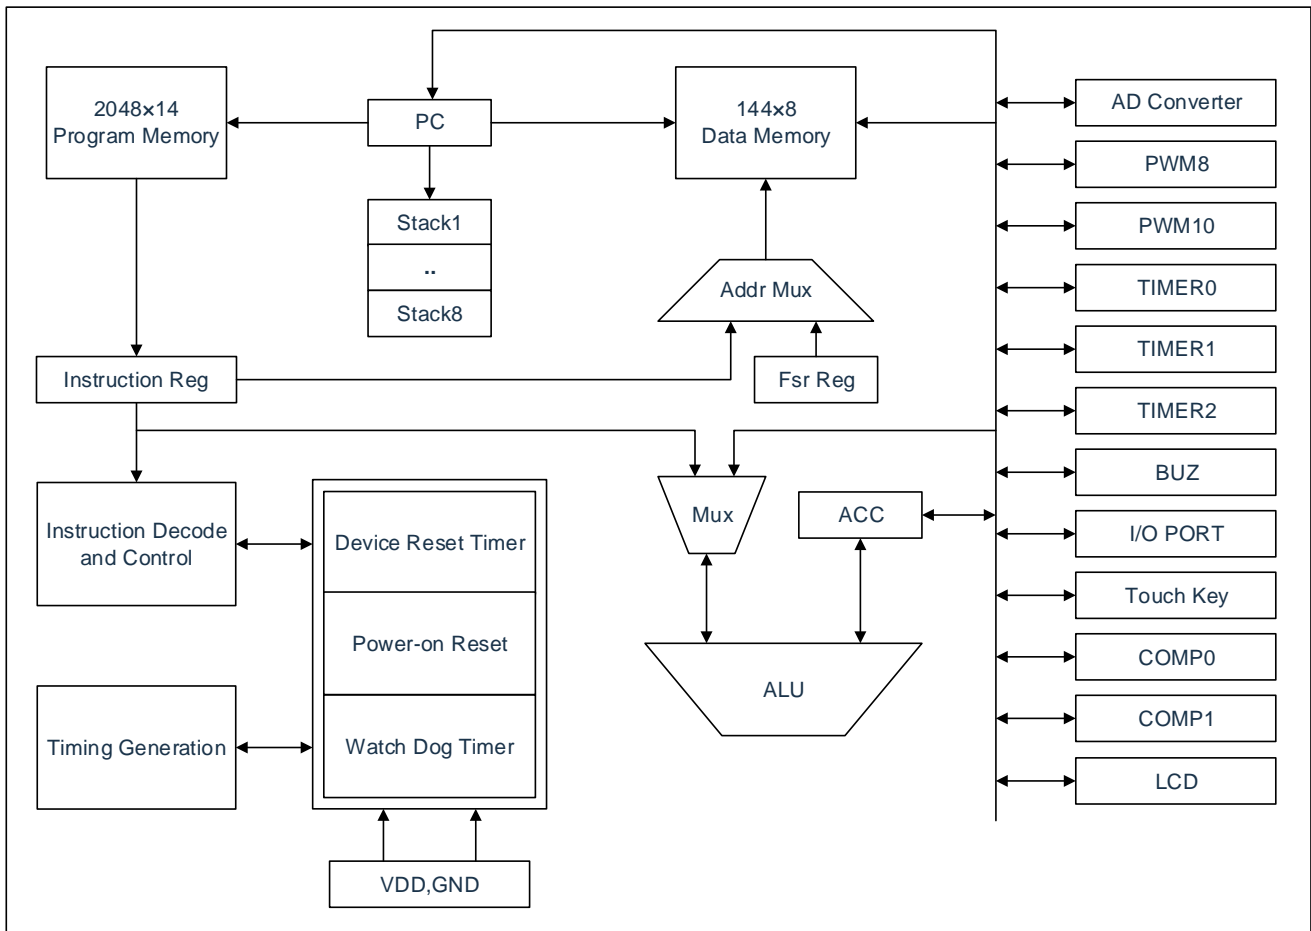 2048×14
Program Memory
PC
144×8
Data Memory
Stack1
..
Stack8
Addr Mux
Instruction Reg
Fsr Reg
Instruction Decode
and Control
Device Reset Timer
Power-on Reset
Watch Dog Timer
Timing Generation
VDD,GND
Mux
ACC
ALU
AD Converter
PWM8
PWM10
TIMER0
TIMER1
TIMER2
BUZ
I/O PORT
Touch Key
COMP0
COMP1
LCD